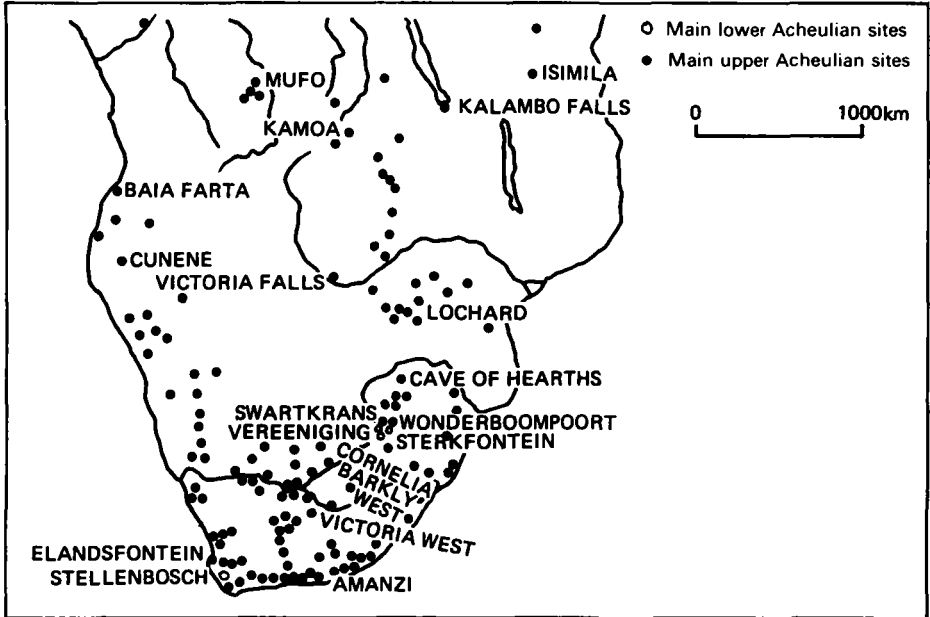 Main lower Acheulian sites
Main upper Acheulian sites
0 1000km
MUFO
ISIMILA
KALAMBO FALLS
KAMOA
BAIA FARTA
CUNENE
VICTORIA FALLS
LOCHARD
CAVE OF HEARTHS
SWARTKRANS
WONDERBOOMPOORT
VEREENIGING
STERKFONTEIN
CORNELIA
BARKLY
WEST
VICTORIA WEST
ELANDSFONTEIN
STELLENBOSCH
AMANZI